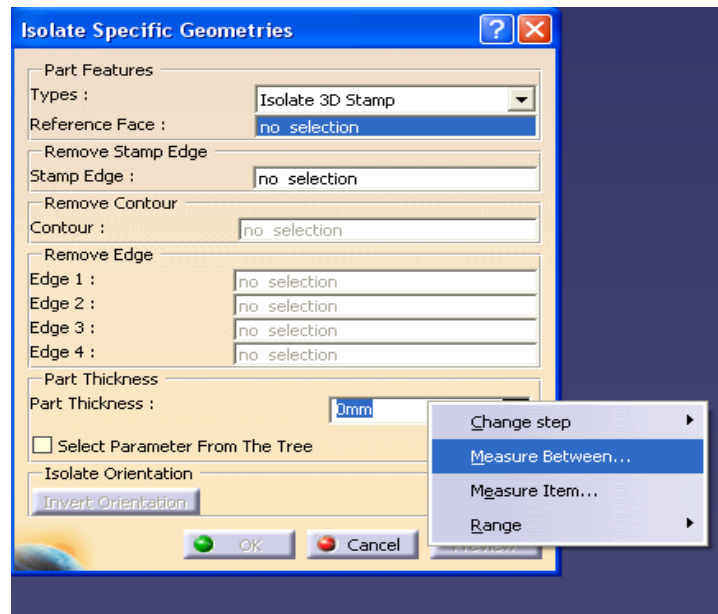 Isolate Specific Geometries
Part Features
Types : Isolate 3D Stamp
Reference Face : no selection
Remove Stamp Edge
Stamp Edge : no selection
Remove Contour
Contour : no selection
Remove Edge
Edge 1 : no selection
Edge 2 : no selection
Edge 3 : no selection
Edge 4 : no selection
Part Thickness
Part Thickness : 0mm
Change step
Select Parameter From The Tree
Measure Between...
Isolate Orientation
Measure Item...
Invert Orientation
Range
OK Cancel Preview